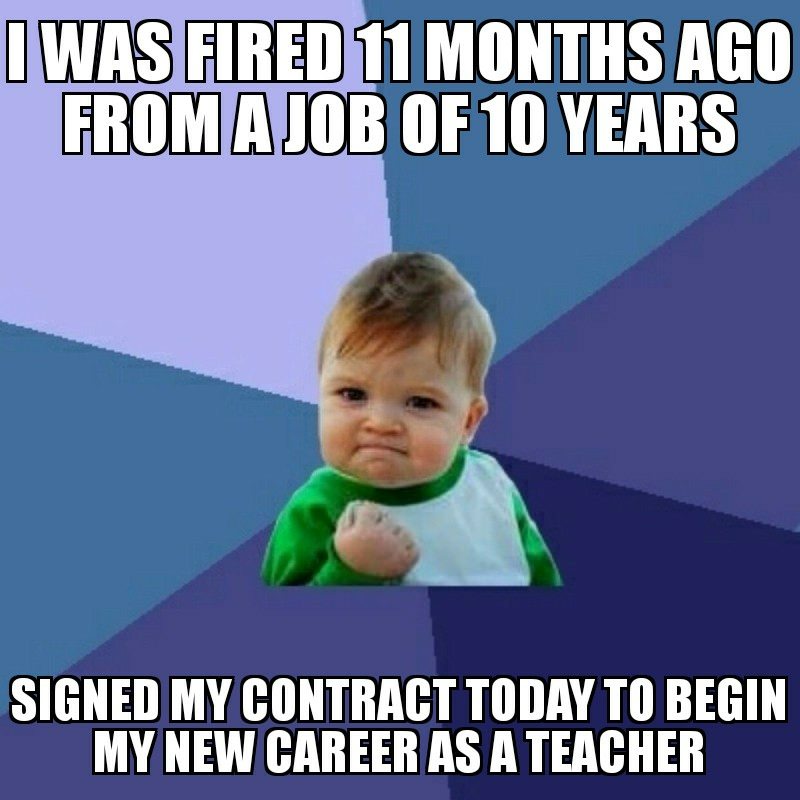 I WAS FIRED 11 MONTHS AGO
FROM A JOB OF 10 YEARS
SIGNED MY CONTRACT TODAY TO BEGIN
MY NEW CAREER AS A TEACHER